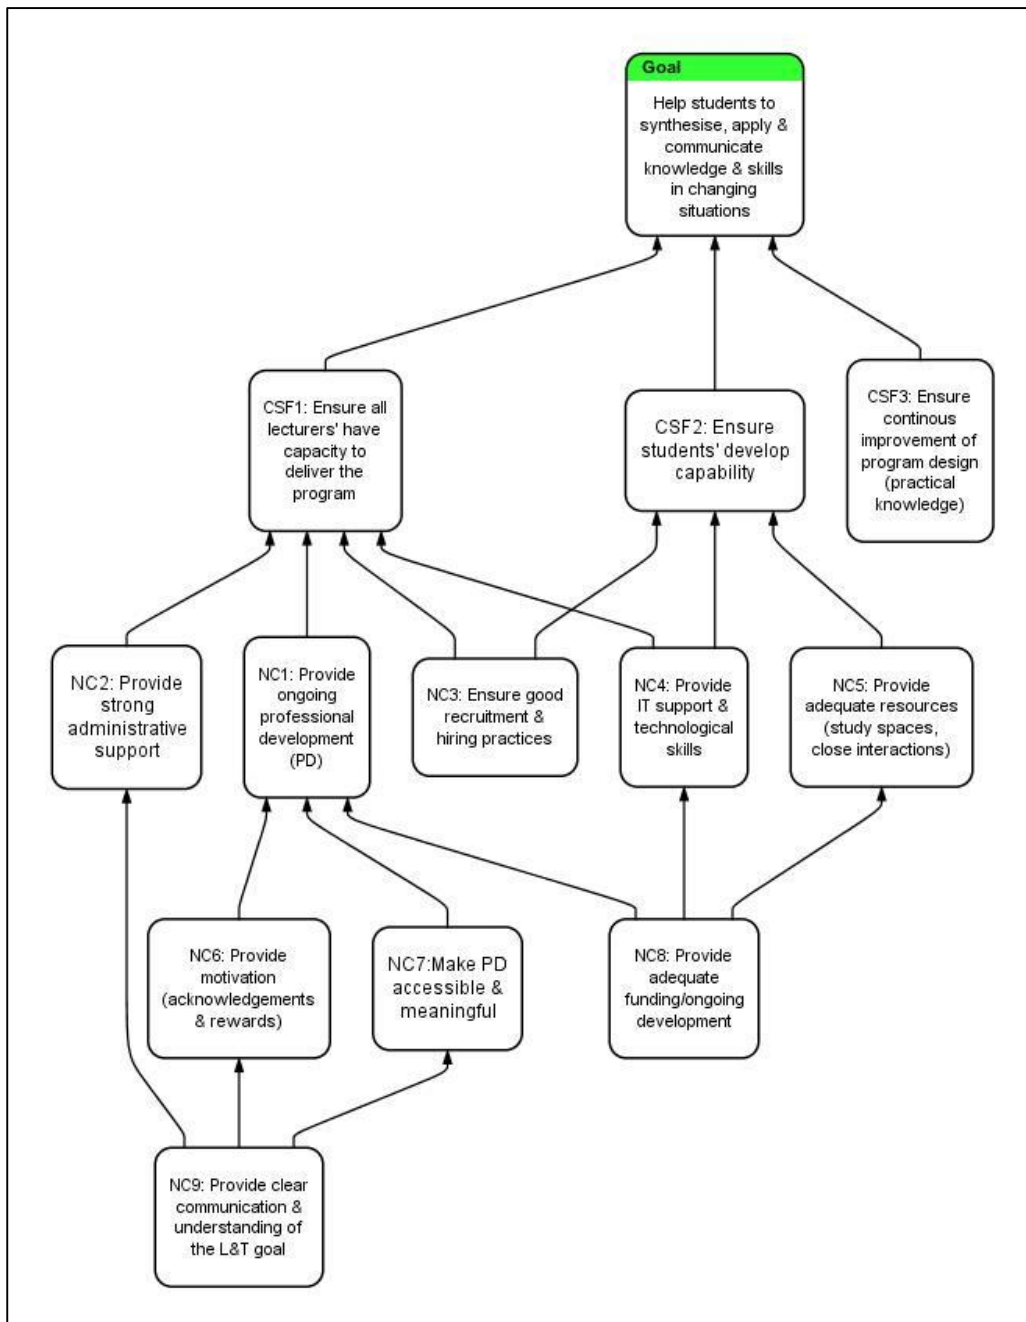 Goal
Help students to
synthesise, apply &
communicate
knowledge & skills
in changing
situations
CSF1: Ensure all
lecturers' have
capacity to
deliver the
program
CSF2: Ensure
students' develop
capability
CSF3: Ensure
continous
improvement of
program design
(practical
knowledge)
NC2: Provide
strong
administrative
support
NC1: Provide
ongoing
professional
development
(PD)
NC3: Ensure good
recruitment &
hiring practices
NC4: Provide
IT support &
technological
skills
NC5: Provide
adequate resources
(study spaces,
close interactions)
NC6: Provide
motivation
(acknowledgements
& rewards)
NC7:Make PD
accessible &
meaningful
NC8: Provide
adequate
funding/ongoing
development
NC9: Provide clear
communication &
understanding of
the L&T goal